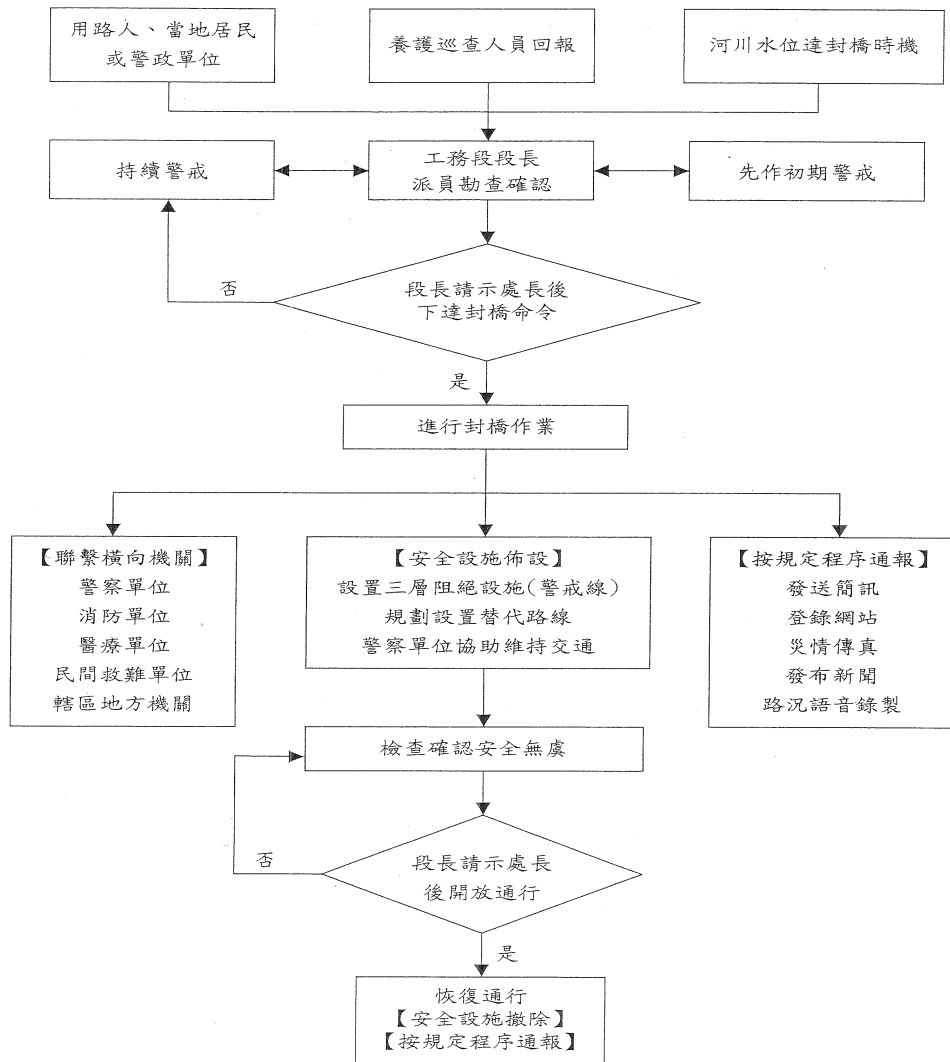 用路人、當地居民
或警政單位
養護巡查人員回報
河川水位達封橋時機
持續警戒
工務段段長
派員勘查確認
先作初期警戒
否
段長請示處長後
下達封橋命令
是
進行封橋作業
【聯繫橫向機關】
警察單位
消防單位
醫療單位
民間救難單位
轄區地方機關
【安全設施佈設】
設置三層阻絕設施(警戒線)
規劃設置替代路線
警察單位協助維持交通
【按規定程序通報】
發送簡訊
登錄網站
災情傳真
發布新聞
路況語音錄製
檢查確認安全無虞
否
段長請示處長
後開放通行
是
恢復通行
【安全設施撤除】
【按規定程序通報】